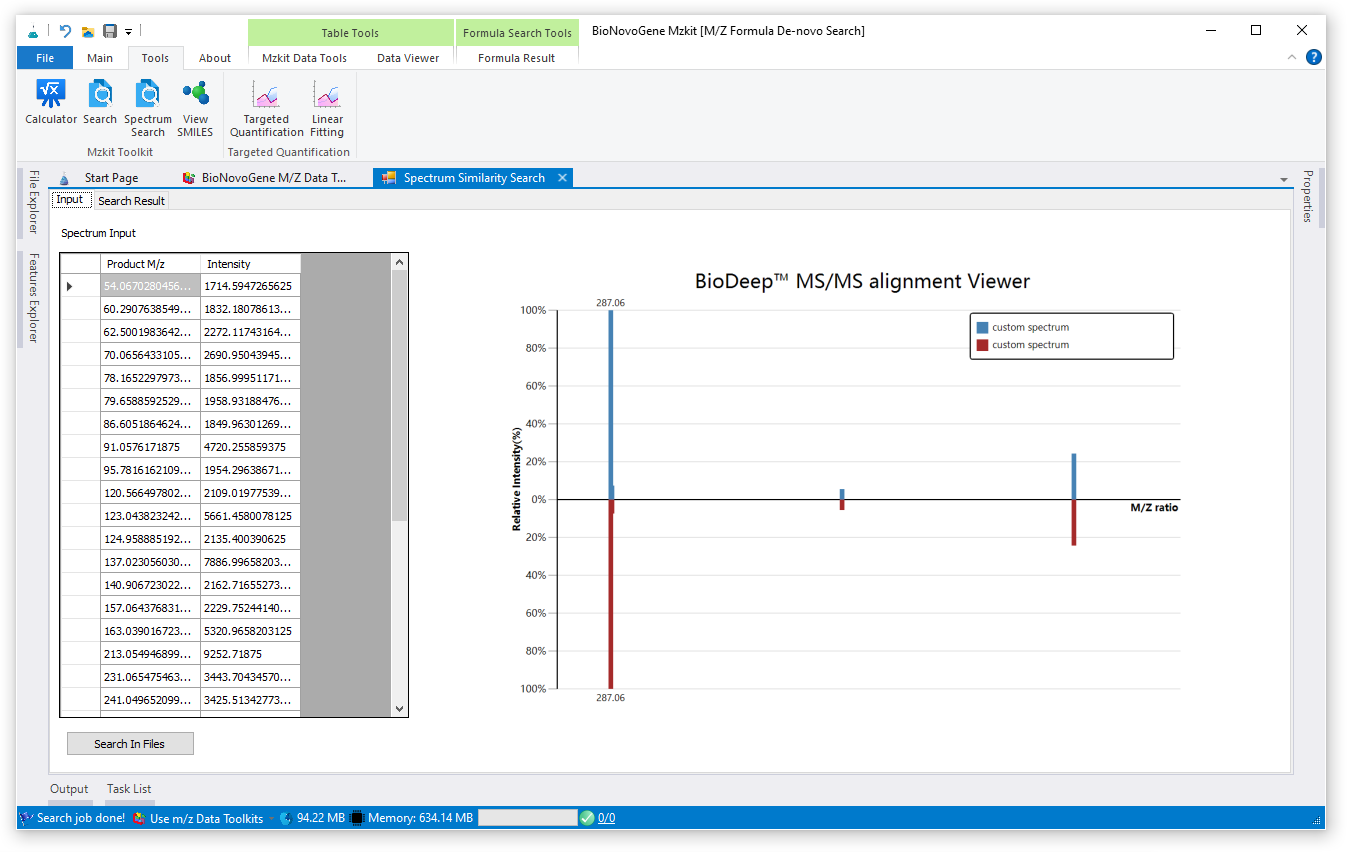 Table Tools
Formula Search Tools
BioNovoGene Mzkit [M/Z Formula De-novo Search]
File
Main
Tools
About
Mzkit Data Tools
Data Viewer
Formula Result
Calculator
Search
Spectrum Search
View SMILES
Targeted Quantification
Linear Fitting
Mzkit Toolkit
Targeted Quantification
File Explorer
Features Explorer
Properties
Start Page
BioNovoGene M/Z Data T...
Spectrum Similarity Search
Input
Search Result
Spectrum Input
Product M/z Intensity
54.0670280456... 1714.5947265625
60.2907638549... 1832.18078613...
62.5001983642... 2272.11743164...
70.0656433105... 2690.95043945...
78.1652297973... 1856.99951171...
79.6588592529... 1958.93188476...
86.6051864624... 1849.96301269...
91.0576171875 4720.255859375
95.7816162109... 1954.29638671...
120.566497802... 2109.01977539...
123.043823242... 5661.4580078125
124.958885192... 2135.400390625
137.023056030... 7886.99658203...
140.906723022... 2162.71655273...
157.064376831... 2229.75244140...
163.039016723... 5320.9658203125
213.054946899... 9252.71875
231.065475463... 3443.70434570...
241.049652099... 3425.51342773...
Search In Files
BioDeep™ MS/MS alignment Viewer
287.06
custom spectrum
custom spectrum
100%
80%
60%
40%
20%
0%
20%
40%
60%
80%
100%
Relative Intensity(%)
M/Z ratio
287.06
Output
Task List
Search job done!
Use m/z Data Toolkits
94.22 MB
Memory: 634.14 MB
0/0